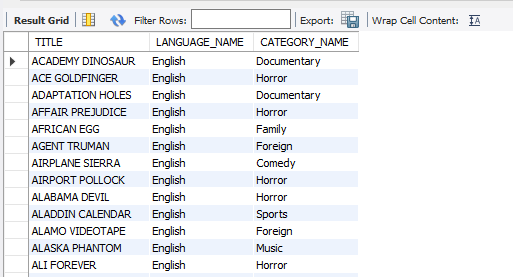 Result Grid Filter Rows: Export: Wrap Cell Content:
TITLE LANGUAGE_NAME CATEGORY_NAME
ACADEMY DINOSAUR English Documentary
ACE GOLDFINGER English Horror
ADAPTATION HOLES English Documentary
AFFAIR PREJUDICE English Horror
AFRICAN EGG English Family
AGENT TRUMAN English Foreign
AIRPLANE SIERRA English Comedy
AIRPORT POLLOCK English Horror
ALABAMA DEVIL English Horror
ALADDIN CALENDAR English Sports
ALAMO VIDEOTAPE English Foreign
ALASKA PHANTOM English Music
ALI FOREVER English Horror